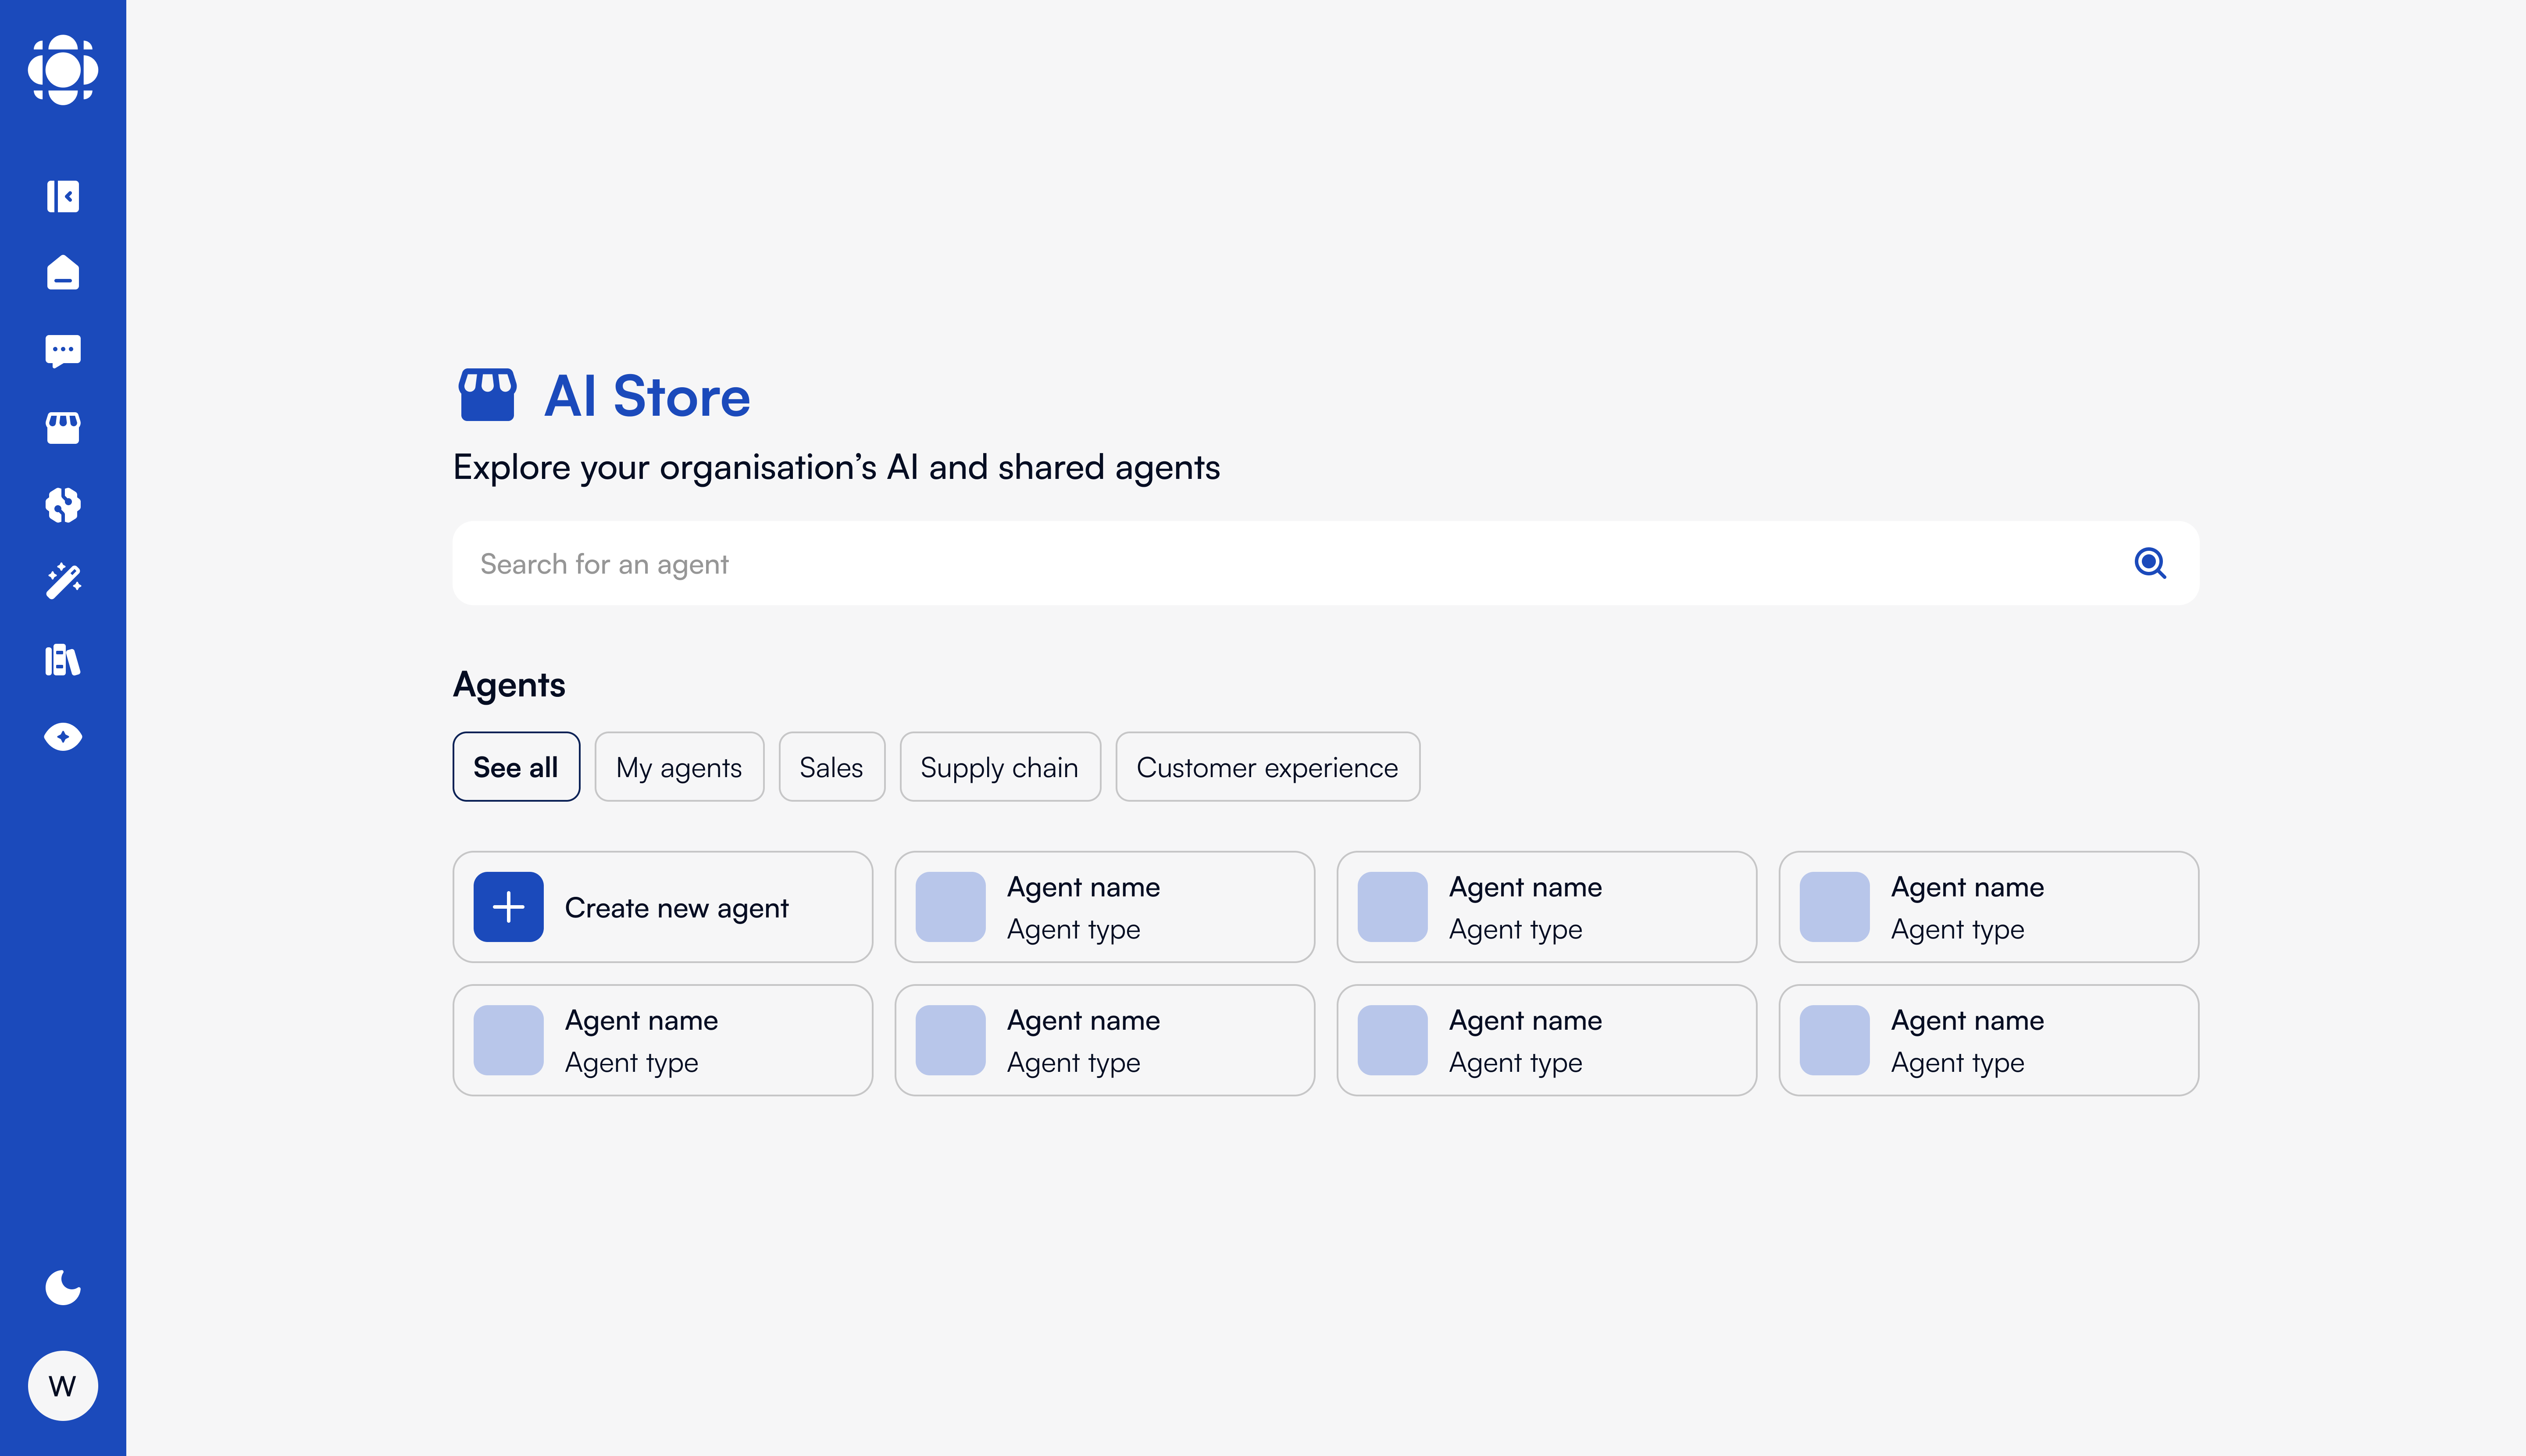 AI Store
Explore your organisation’s AI and shared agents
Search for an agent
Agents
See all
My agents
Sales
Supply chain
Customer experience
Create new agent
Agent name
Agent type
Agent name
Agent type
Agent name
Agent type
Agent name
Agent type
Agent name
Agent type
Agent name
Agent type
Agent name
Agent type
W